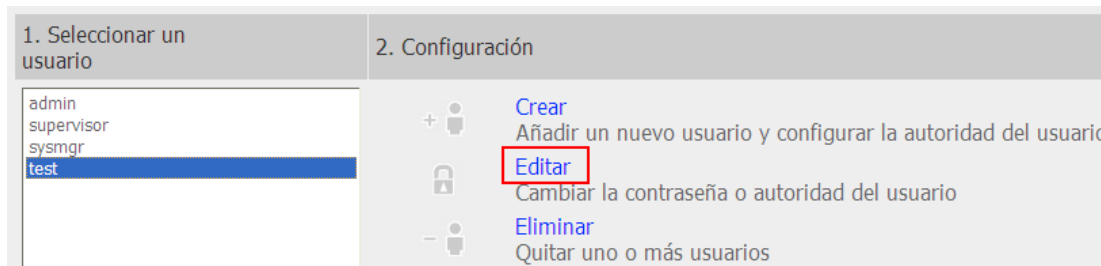 1. Seleccionar un
usuario
2. Configuración
admin
supervisor
sysmgr
test
Crear
Añadir un nuevo usuario y configurar la autoridad del usuario
Editar
Cambiar la contraseña o autoridad del usuario
Eliminar
Quitar uno o más usuarios